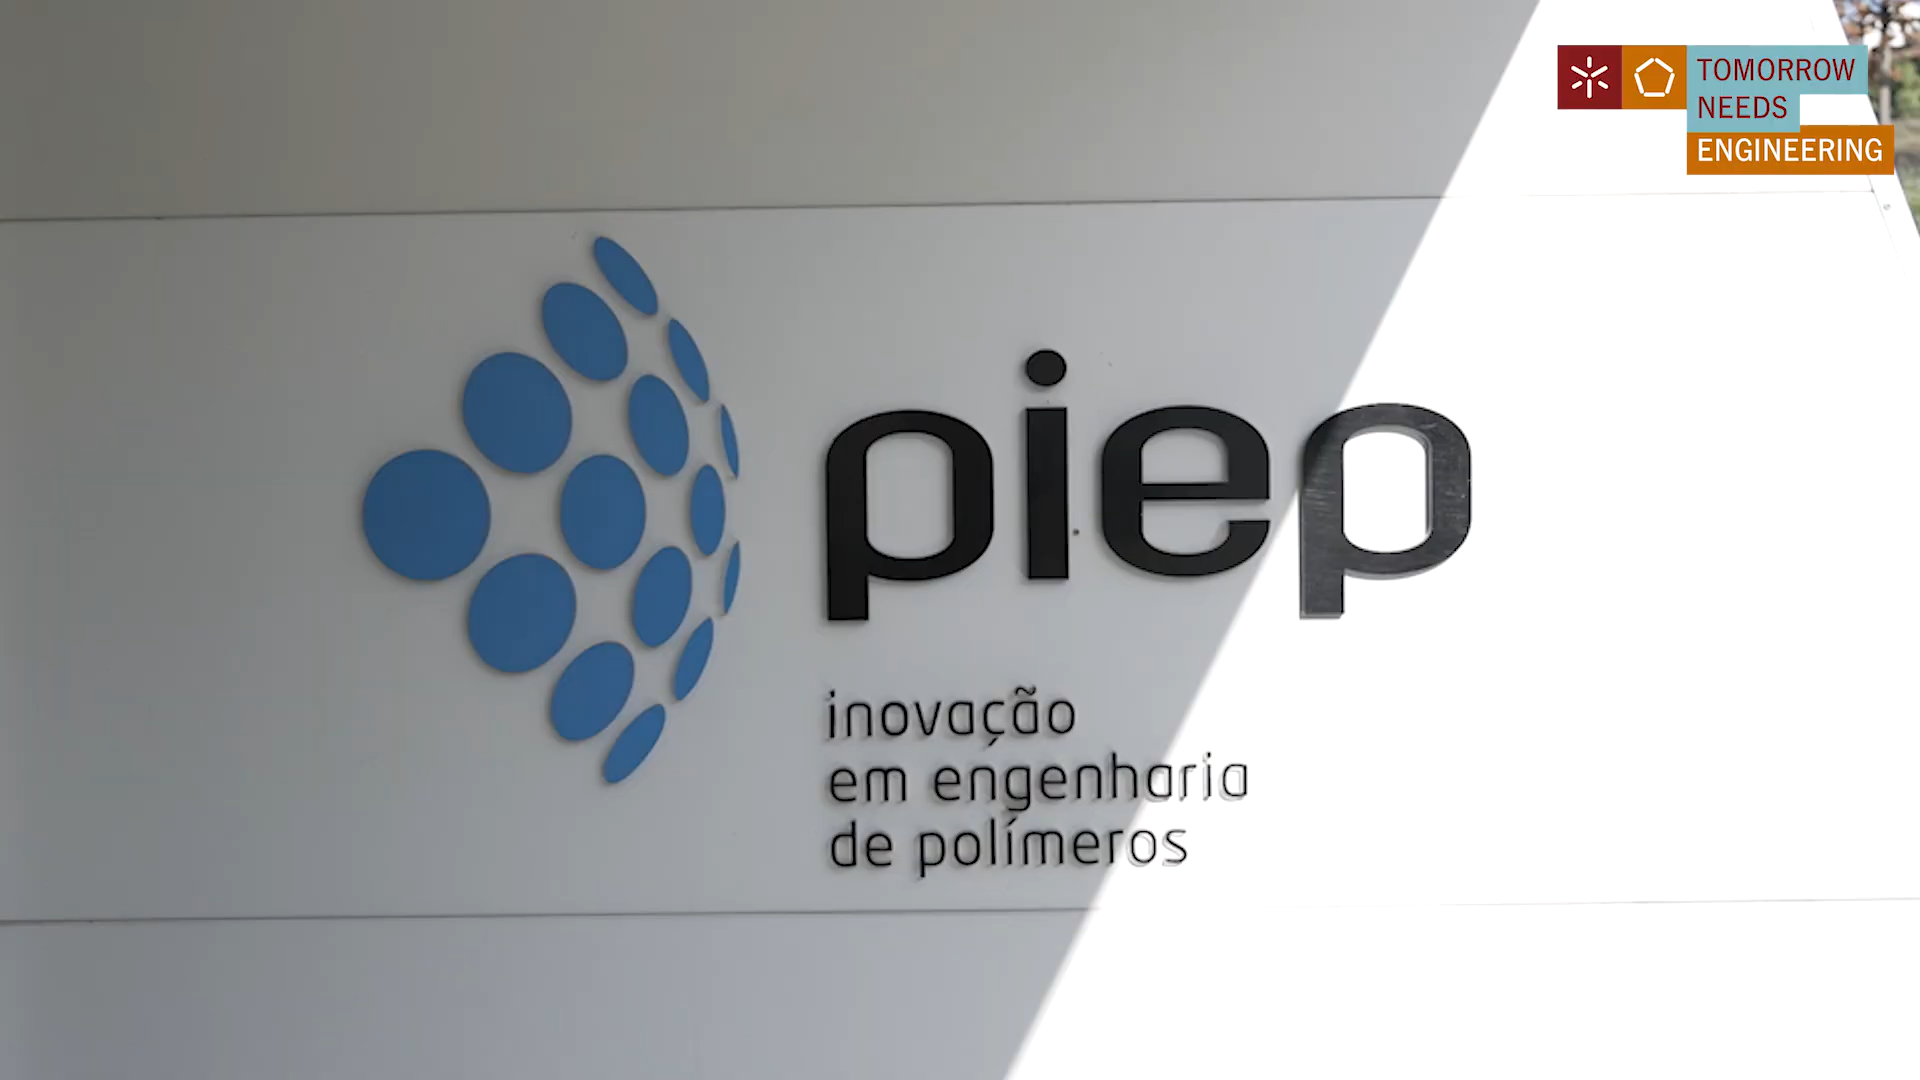 TOMORROW
NEEDS
ENGINEERING
piep
inovação
em engenharia
de polímeros